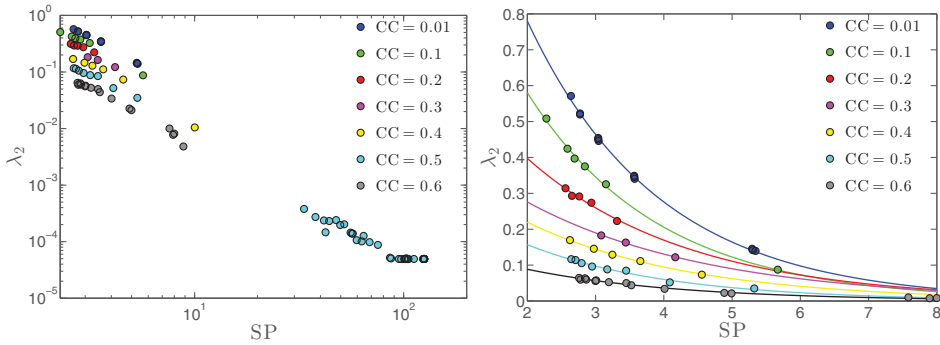 10^0
10^-1
10^-2
10^-3
10^-4
10^-5
λ_2
10^1
10^2
SP
CC = 0.01
CC = 0.1
CC = 0.2
CC = 0.3
CC = 0.4
CC = 0.5
CC = 0.6
0.8
0.7
0.6
0.5
0.4
0.3
0.2
0.1
0
λ_2
2
3
4
5
6
7
8
SP
CC = 0.01
CC = 0.1
CC = 0.2
CC = 0.3
CC = 0.4
CC = 0.5
CC = 0.6